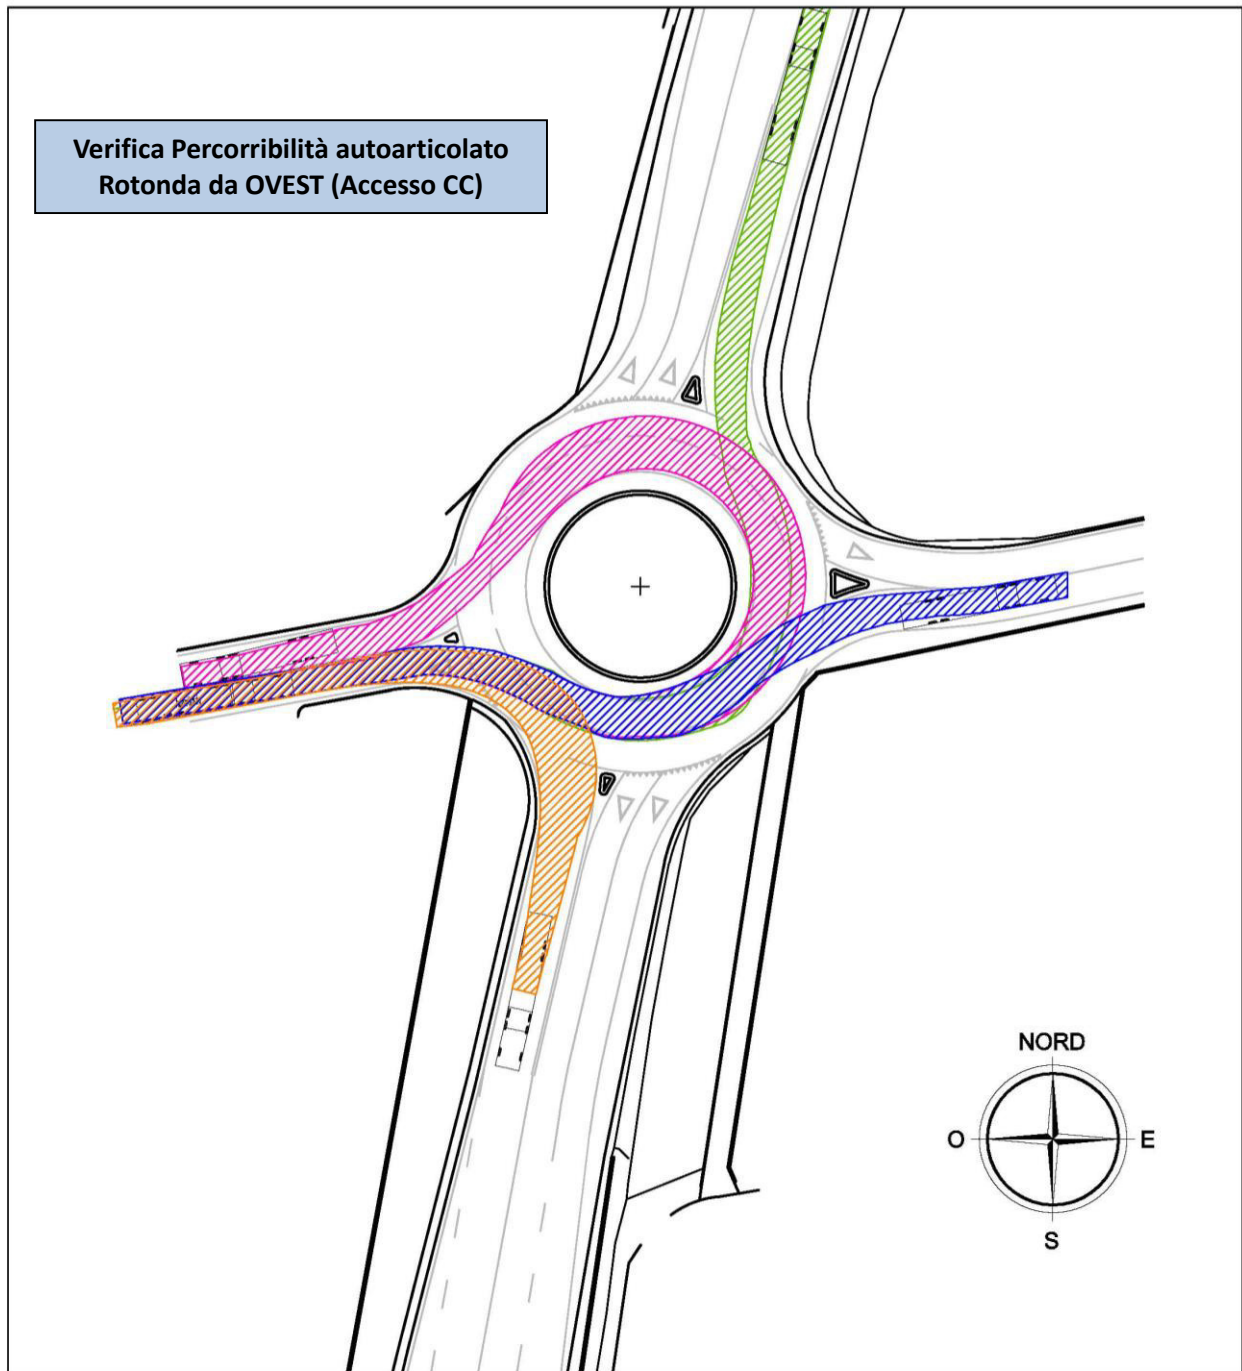 Verifica Percorribilità autoarticolato
Rotonda da OVEST (Accesso CC)
NORD
O
E
S